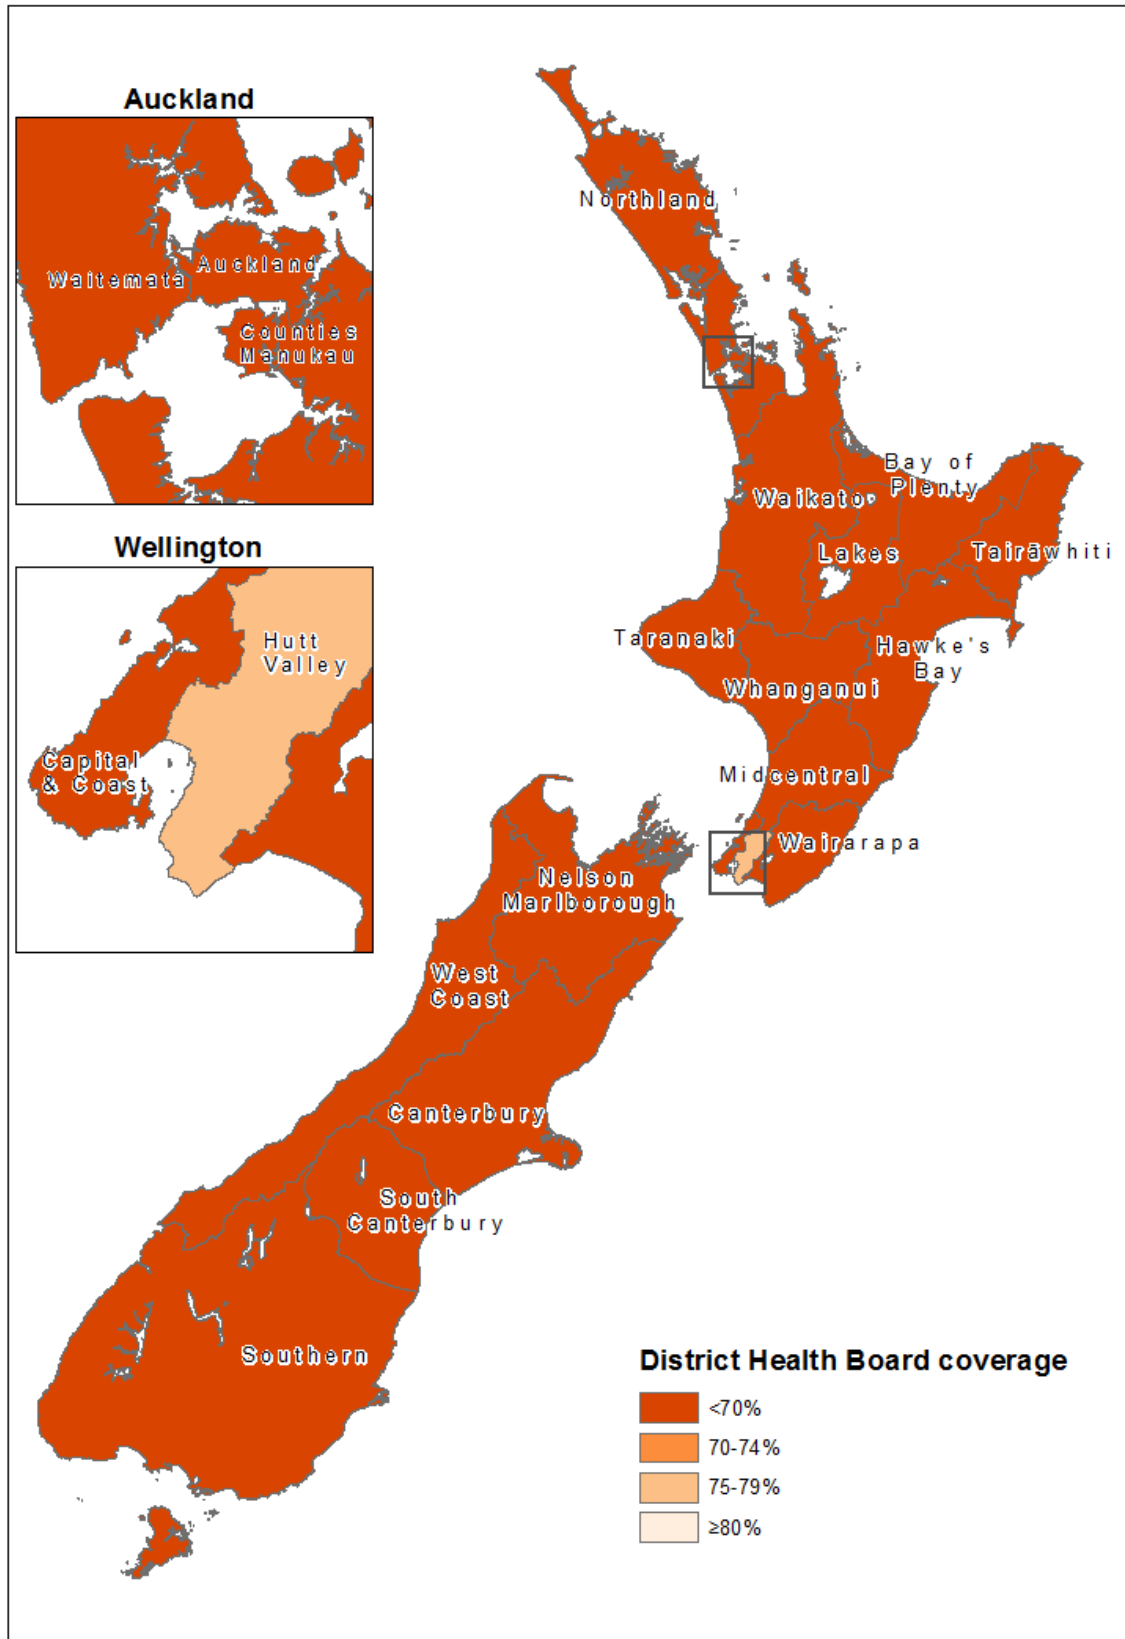 Auckland
Waitemata
Auckland
Counties
Manukau
Wellington
Hutt
Valley
Capital
& Coast
Northland
Bay of
Plenty
Waikato
Lakes
Tairāwhiti
Taranaki
Hawke's
Bay
Whanganui
Midcentral
Wairarapa
Nelson
Marlborough
West
Coast
Canterbury
South
Canterbury
Southern
District Health Board coverage
<70%
70-74%
75-79%
≥80%